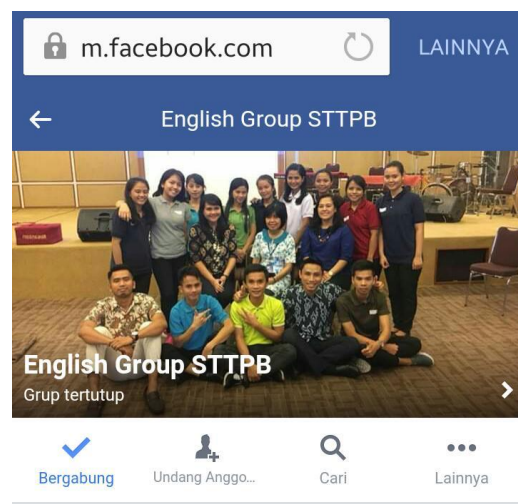 m.facebook.com
LAINNYA
English Group STTPB
English Group STTPB
Grup tertutup
Bergabung
Undang Anggo...
Cari
Lainnya